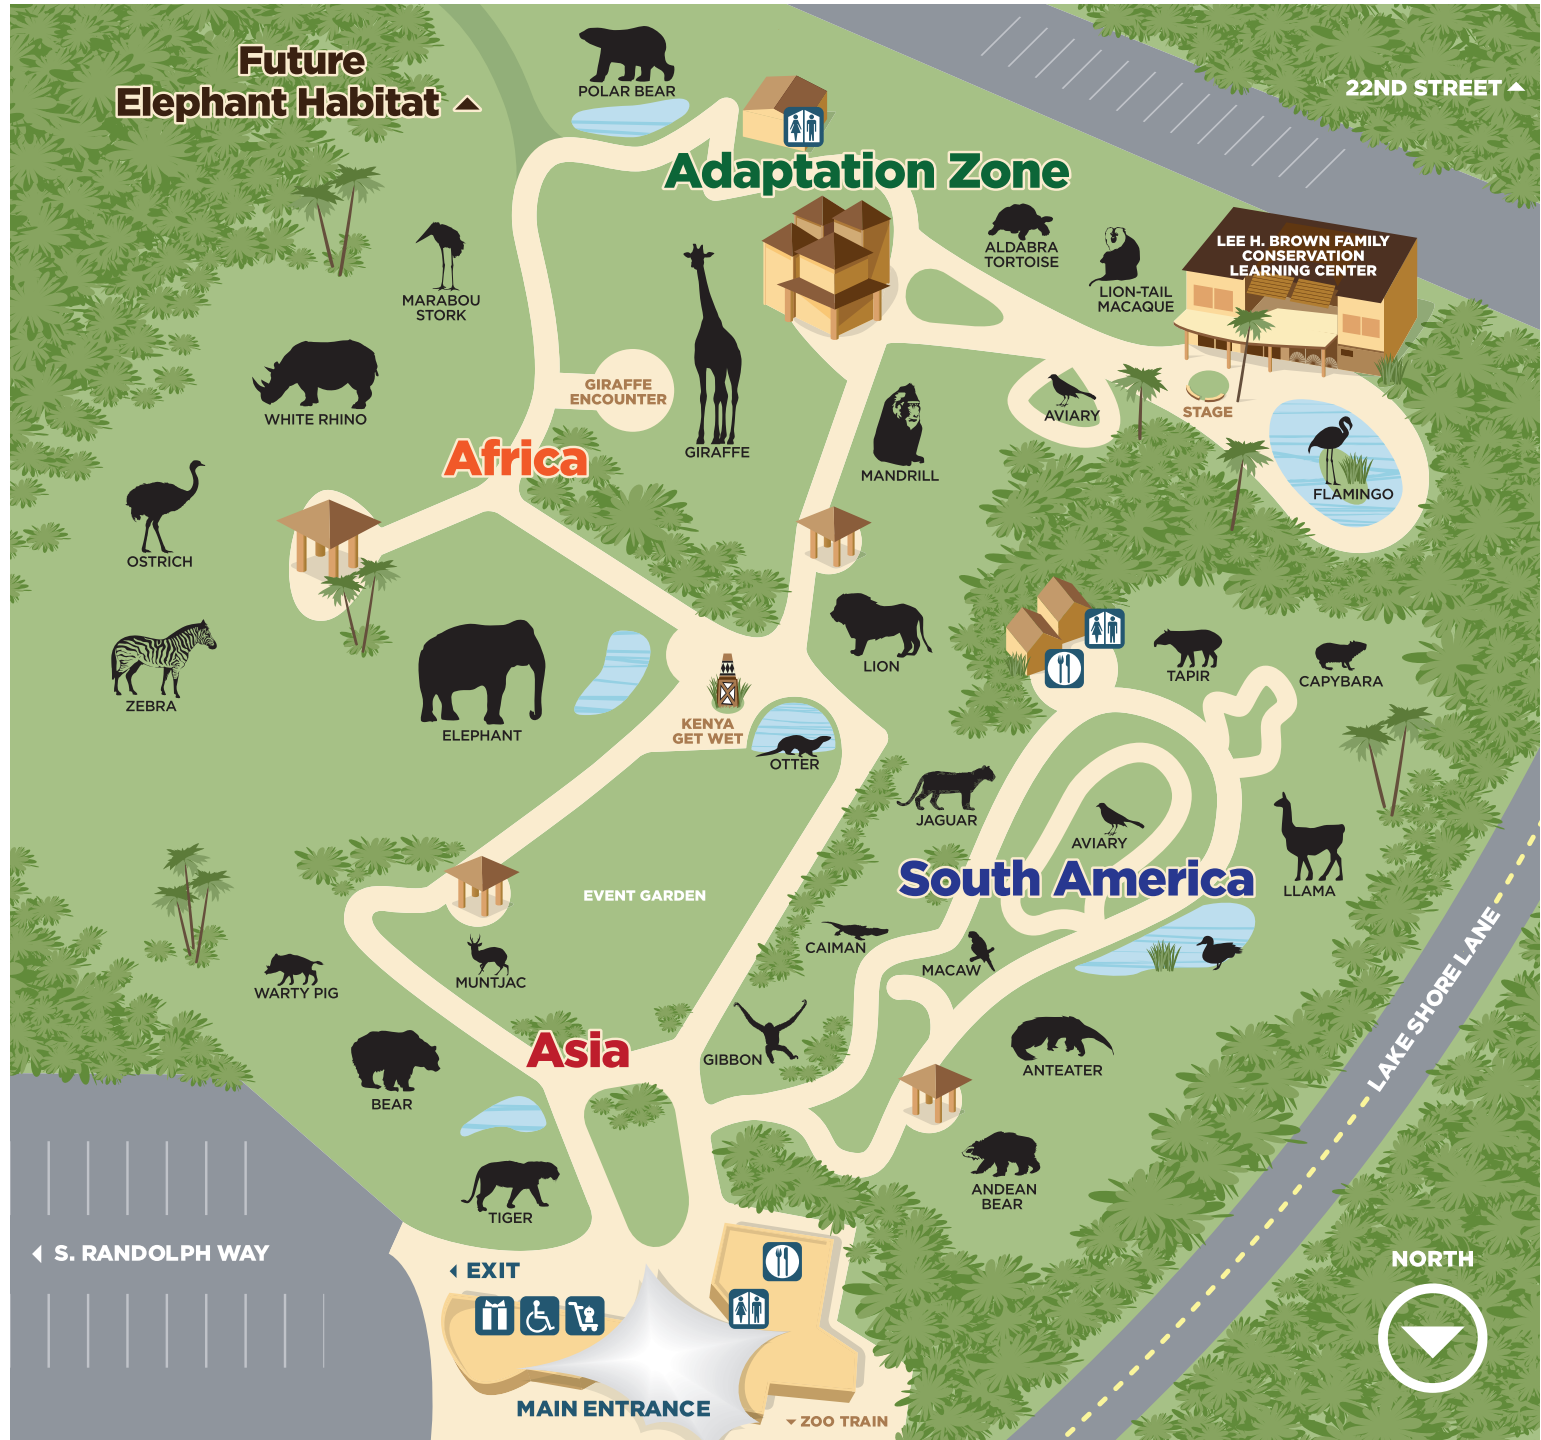 Future
Elephant Habitat
POLAR BEAR
22ND STREET
Adaptation Zone
ALDABRA
TORTOISE
LION-TAIL
MACAQUE
LEE H. BROWN FAMILY
CONSERVATION
LEARNING CENTER
MARABOU
STORK
WHITE RHINO
GIRAFFE
ENCOUNTER
GIRAFFE
AVIARY
STAGE
Africa
MANDRILL
FLAMINGO
OSTRICH
LION
TAPIR
CAPYBARA
ZEBRA
ELEPHANT
KENYA
GET WET
OTTER
JAGUAR
AVIARY
South America
LLAMA
EVENT GARDEN
CAIMAN
MACAW
MUNTJAC
WARTY PIG
LAKE SHORE LANE
Asia
GIBBON
ANTEATER
BEAR
ANDEAN
BEAR
TIGER
S. RANDOLPH WAY
EXIT
NORTH
MAIN ENTRANCE
ZOO TRAIN